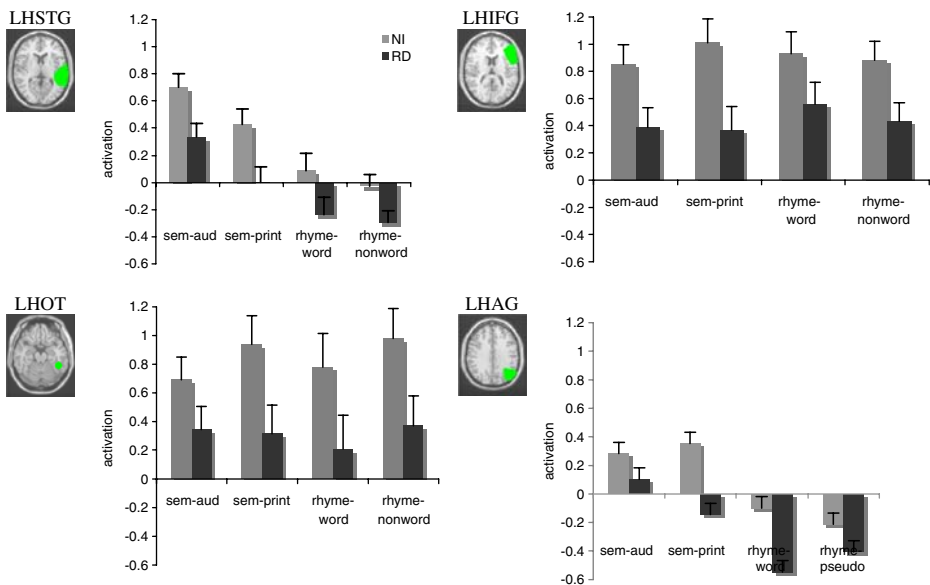 LHSTG
1.2
1
0.8
0.6
0.4
0.2
0
-0.2
-0.4
-0.6
activation
NI
RD
sem-aud sem-print rhyme- rhyme-
word nonword
LHIFG
1.2
1
0.8
0.6
0.4
0.2
0
-0.2
-0.4
-0.6
activation
sem-aud sem-print rhyme- rhyme-
word nonword
LHOT
1.2
1
0.8
0.6
0.4
0.2
0
-0.2
-0.4
-0.6
activation
sem-aud sem-print rhyme- rhyme-
word nonword
LHAG
1.2
1
0.8
0.6
0.4
0.2
0
-0.2
-0.4
-0.6
activation
sem-aud sem-print rhyme- rhyme-
word pseudo